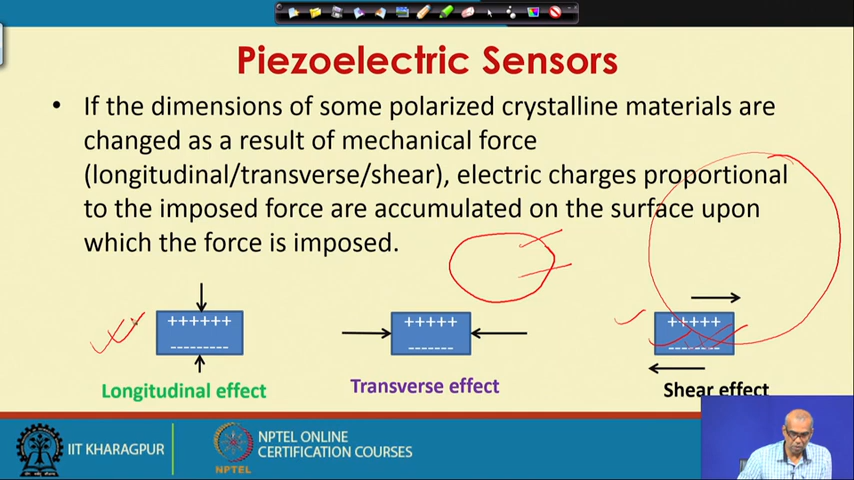 Piezoelectric Sensors
• If the dimensions of some polarized crystalline materials are
changed as a result of mechanical force
(longitudinal/transverse/shear), electric charges proportional
to the imposed force are accumulated on the surface upon
which the force is imposed.
++++++
+++++
+++++
---------
-------
--------
Longitudinal effect
Transverse effect
Shear effect
IIT KHARAGPUR
NPTEL
NPTEL ONLINE
CERTIFICATION COURSES